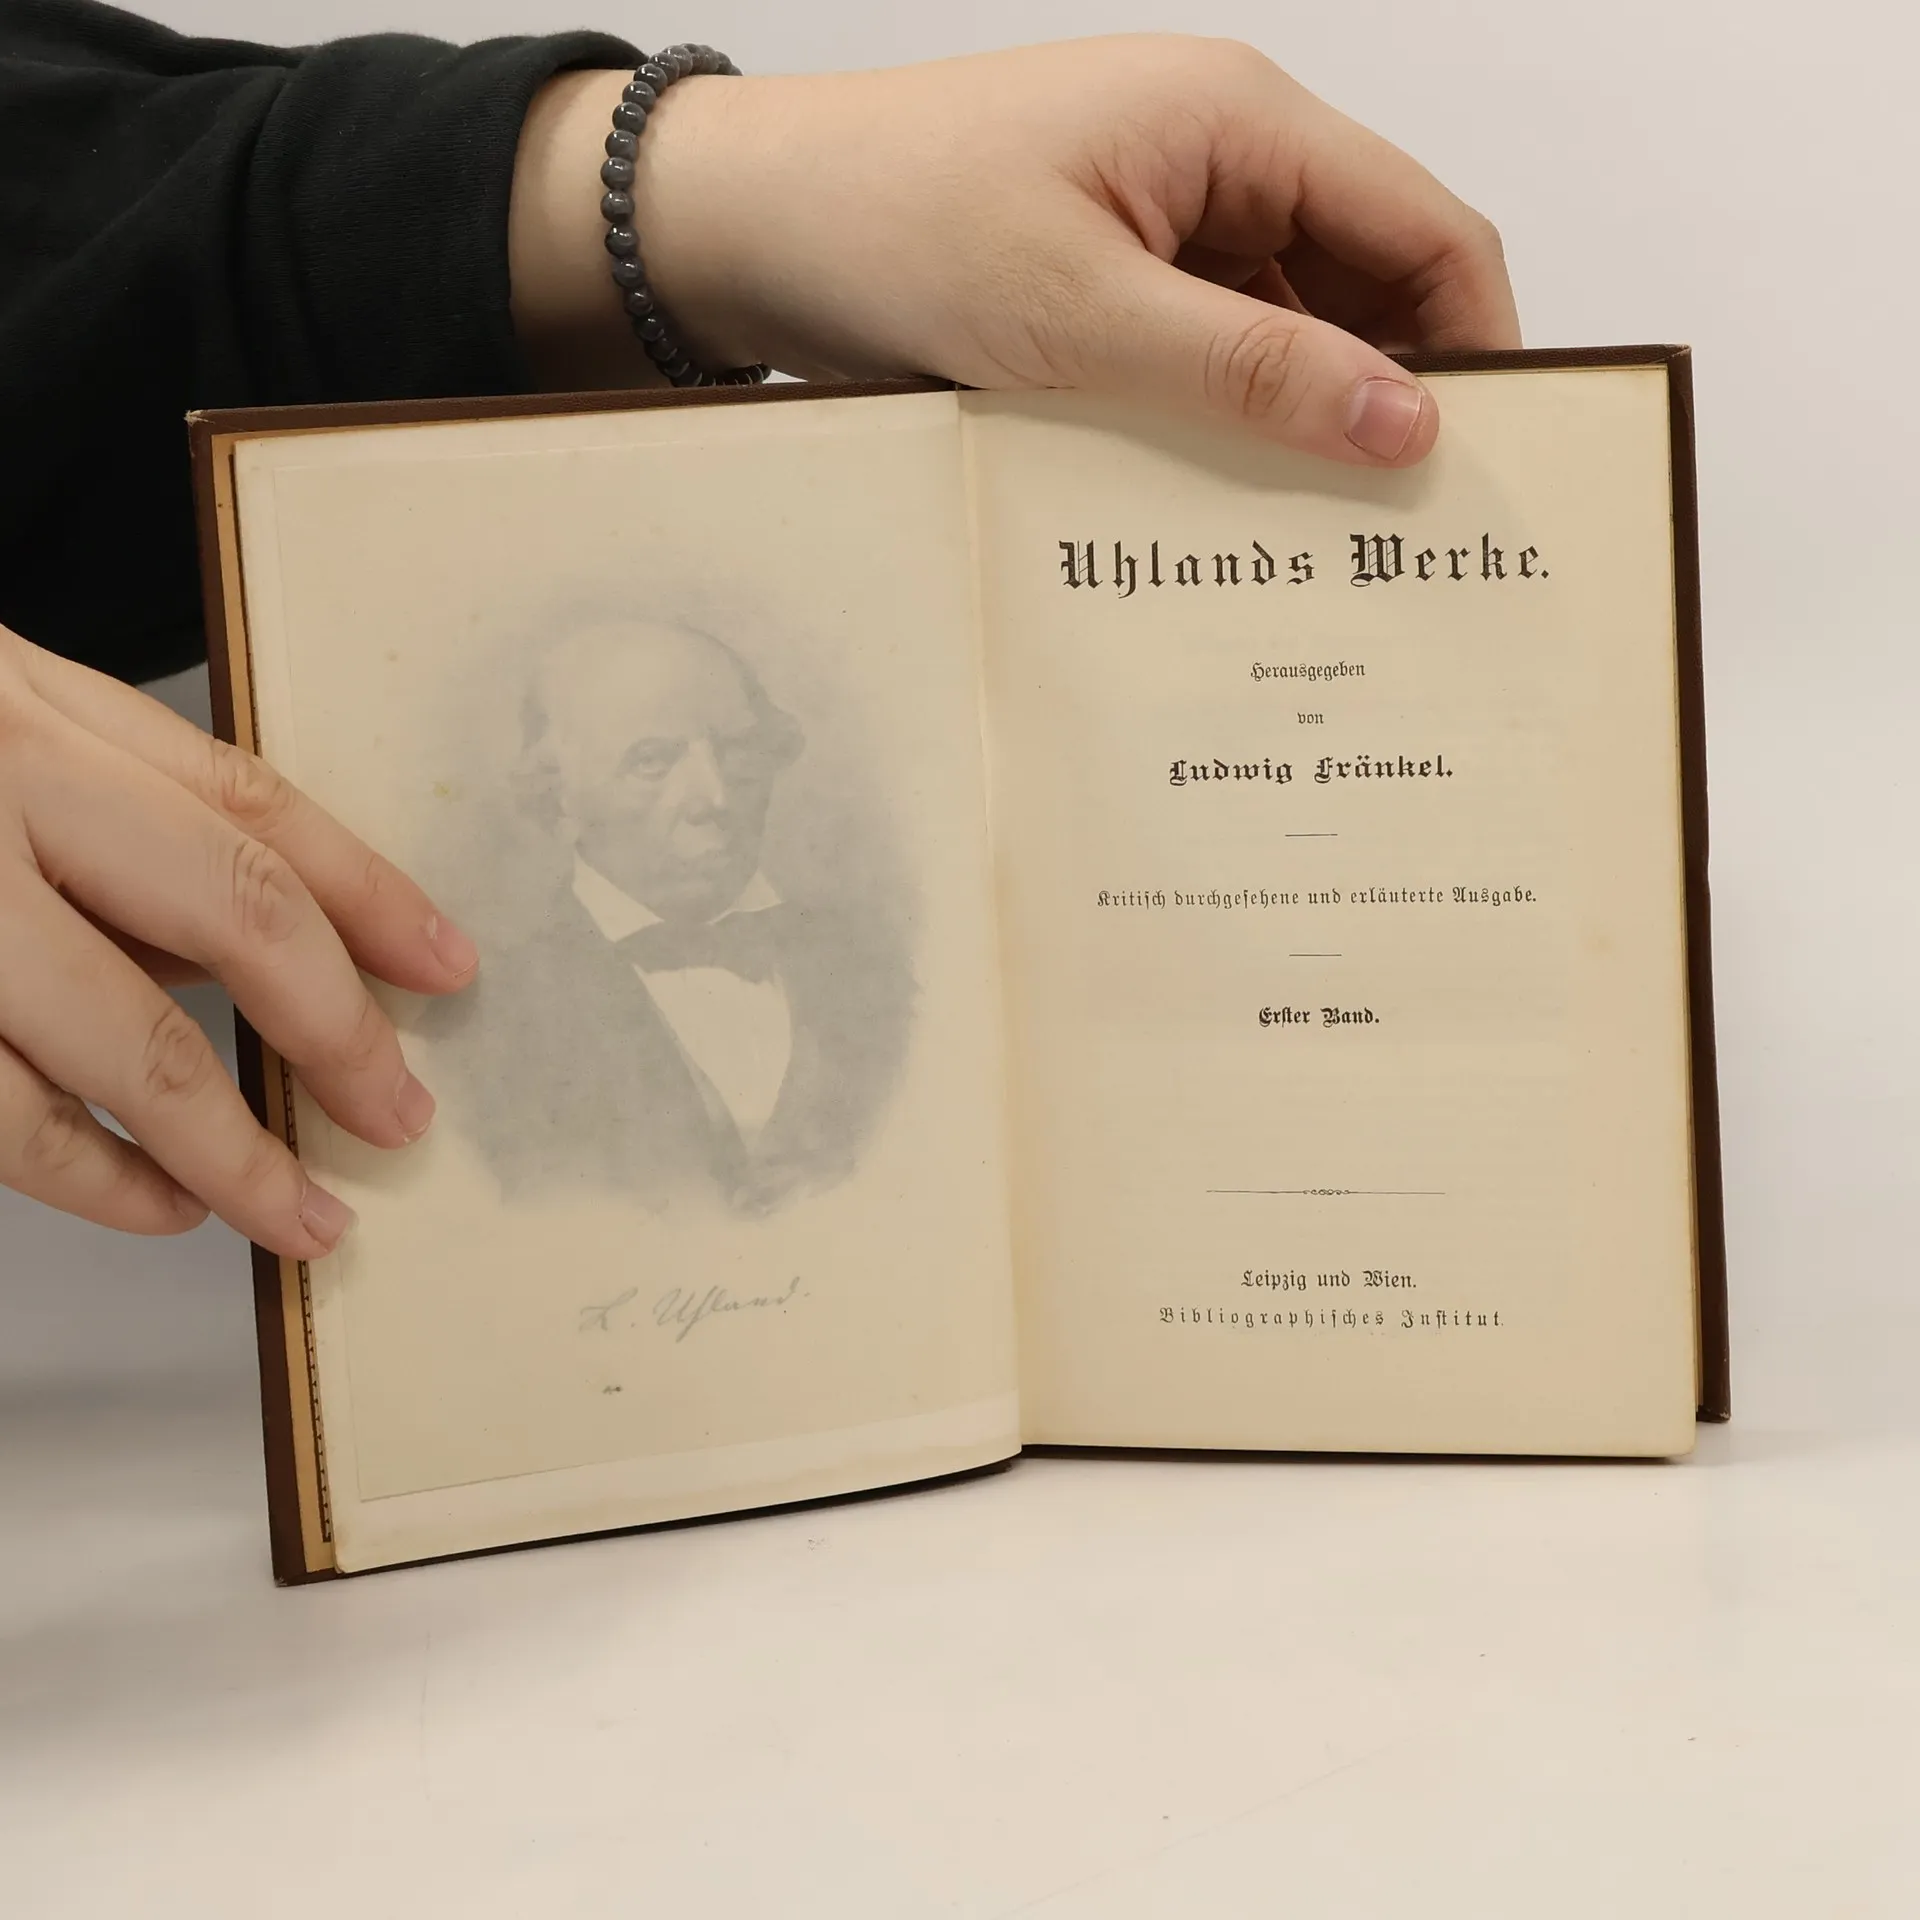 L. Uhland.
Uhlands Werke.
Herausgegeben
von
Ludwig Fränkel.
Kritiſch durchgeſehene und erläuterte Ausgabe.
Erſter Band.
Leipzig und Wien.
Bibliographiſches Inſtitut.